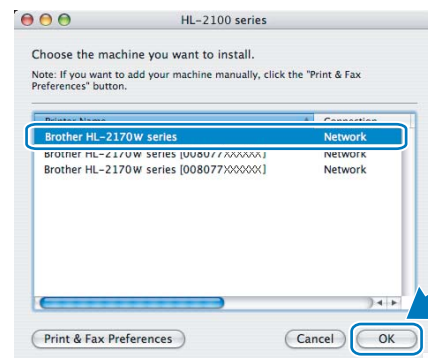 HL-2100 series
Choose the machine you want to install.
Note: If you want to add your machine manually, click the "Print & Fax
Preferences" button.
Printer Name Connection
Brother HL-2170W series Network
Brother HL-2170W series [008077XXXXXX] Network
Brother HL-2170W series [008077XXXXXX] Network
Print & Fax Preferences Cancel OK